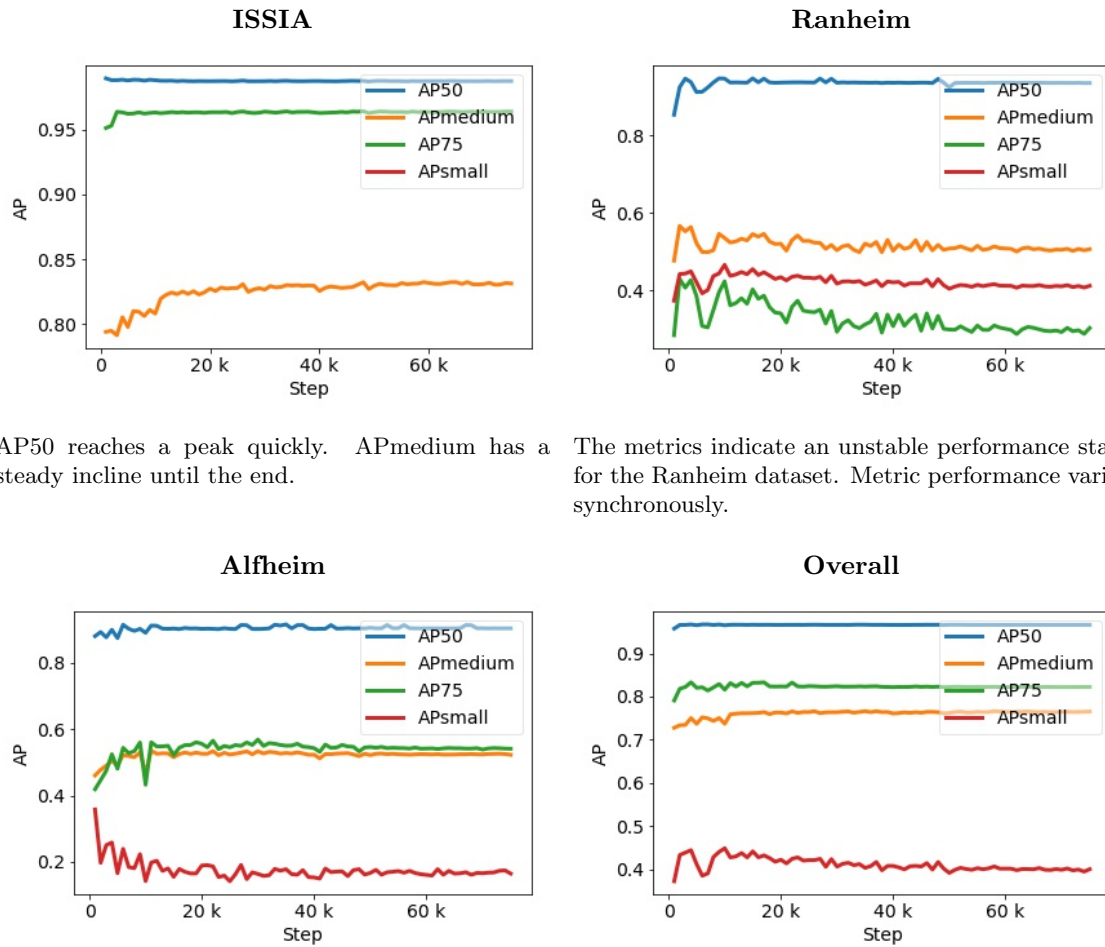 ISSIA
0.95
0.90
0.85
0.80
AP
AP50
APmedium
AP75
APsmall
0
20 k
40 k
60 k
Step
Ranheim
0.8
0.6
0.4
AP
AP50
APmedium
AP75
APsmall
0
20 k
40 k
60 k
Step
AP50 reaches a peak quickly. APmedium has a
steady incline until the end.
The metrics indicate an unstable performance
for the Ranheim dataset. Metric performance
synchronously.
Alfheim
0.8
0.6
0.4
0.2
AP
AP50
APmedium
AP75
APsmall
0
20 k
40 k
60 k
Step
Overall
0.9
0.8
0.7
0.6
0.5
0.4
AP
AP50
APmedium
AP75
APsmall
0
20 k
40 k
60 k
Step